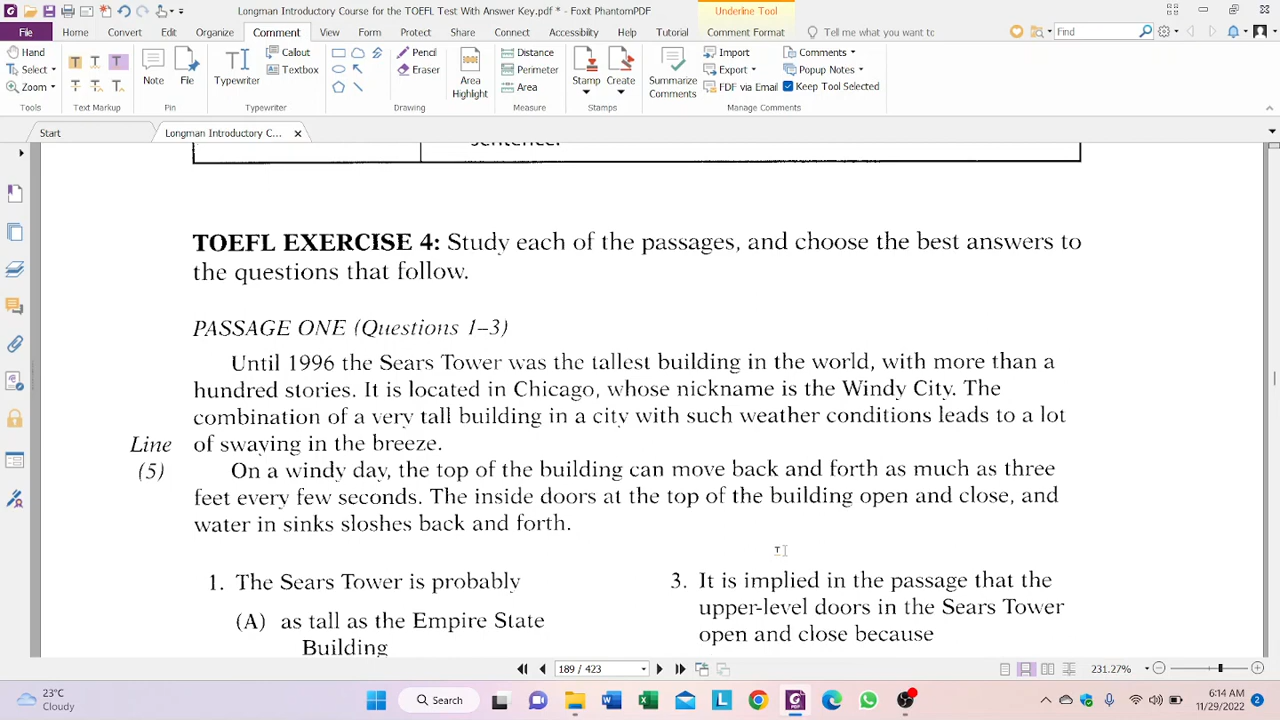 Longman Introductory Course for the TOEFL Test With Answer Key.pdf * - Foxit PhantomPDF
Underline Tool
File Home Convert Edit Organize Comment View Form Protect Share Connect Accessibility Help Tutorial Comment Format Tell me what you want to dc Find
Hand
Select
Zoom
Tools
Text Markup
Note
File
Pin
Typewriter
Callout
Textbox
Typewriter
Pencil
Eraser
Drawing
Area Highlight
Distance
Perimeter
Area
Measure
Stamp
Create
Stamps
Summarize Comments
Import
Export
FDF via Email
Comments
Popup Notes
Keep Tool Selected
Manage Comments
Start
Longman Introductory C...
sentence.
TOEFL EXERCISE 4: Study each of the passages, and choose the best answers to
the questions that follow.
PASSAGE ONE (Questions 1–3)
Until 1996 the Sears Tower was the tallest building in the world, with more than a
hundred stories. It is located in Chicago, whose nickname is the Windy City. The
combination of a very tall building in a city with such weather conditions leads to a lot
Line of swaying in the breeze.
(5) On a windy day, the top of the building can move back and forth as much as three
feet every few seconds. The inside doors at the top of the building open and close, and
water in sinks sloshes back and forth.
1. The Sears Tower is probably
(A) as tall as the Empire State
Building
3. It is implied in the passage that the
upper-level doors in the Sears Tower
open and close because
189 / 423
231.27%
23°C
Cloudy
Search
6:14 AM
11/29/2022
2